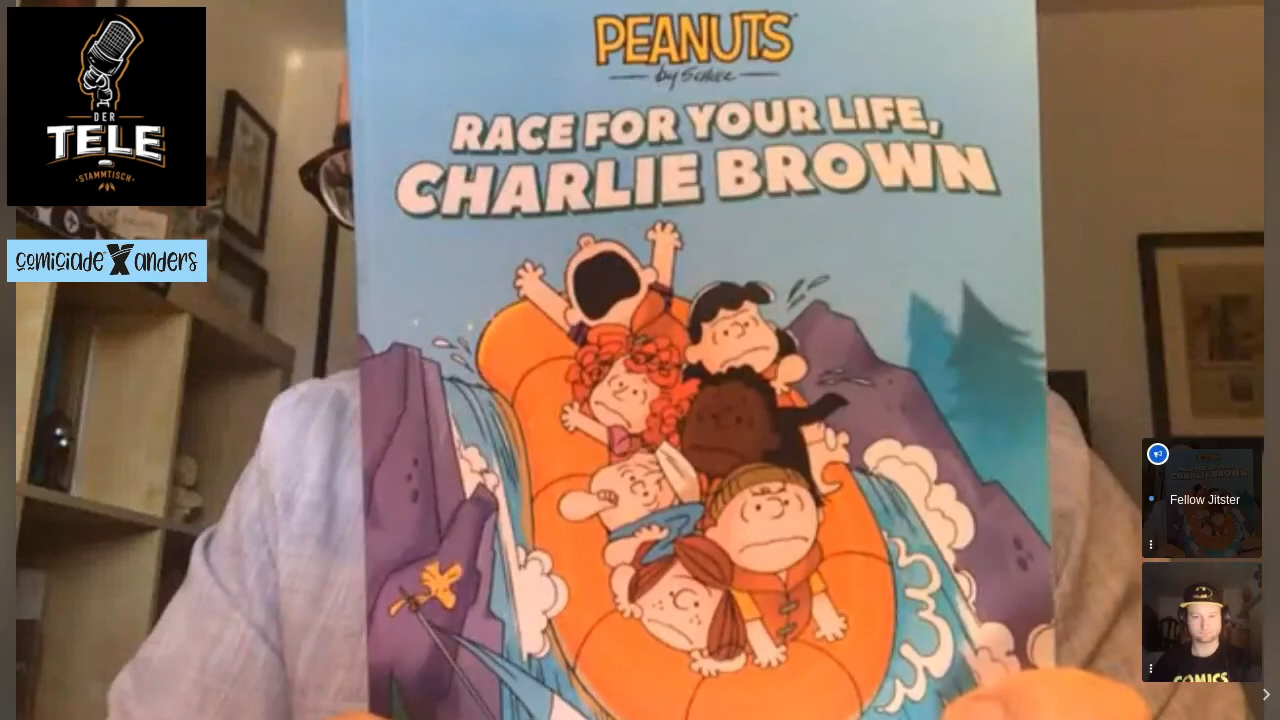 DER
TELE
STAMMTISCH
comiciade X anders
PEANUTS
by SCHULZ
RACE FOR YOUR LIFE,
CHARLIE BROWN
Fellow Jitster
COMICS